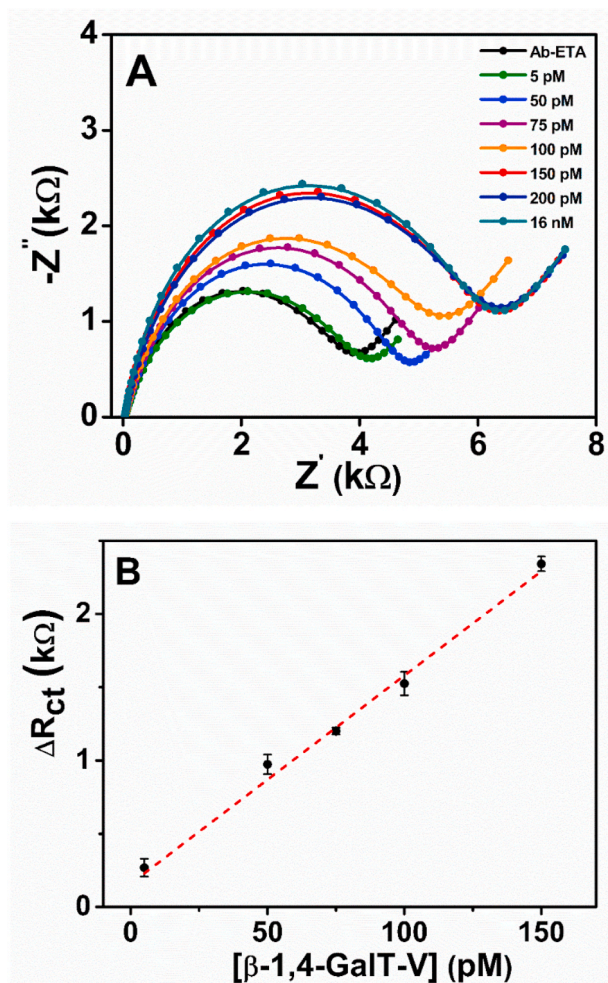 A
Ab-ETA
5 pM
50 pM
75 pM
100 pM
150 pM
200 pM
16 nM
4
3
2
1
0
-Z" (kΩ)
0 2 4 6 8
Z' (kΩ)
B
2
1
0
ΔRct (kΩ)
0 50 100 150
[β-1,4-GalT-V] (pM)